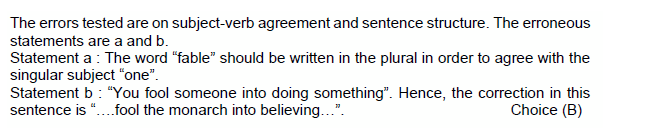 The errors tested are on subject-verb agreement and sentence structure. The erroneous
statements are a and b.
Statement a : The word “fable” should be written in the plural in order to agree with the
singular subject “one”.
Statement b : “You fool someone into doing something”. Hence, the correction in this
sentence is “….fool the monarch into believing…”. Choice (B)